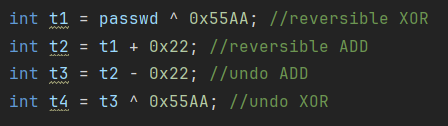 int t1 = passwd ^ 0x55AA; //reversible XOR
int t2 = t1 + 0x22; //reversible ADD
int t3 = t2 - 0x22; //undo ADD
int t4 = t3 ^ 0x55AA; //undo XOR